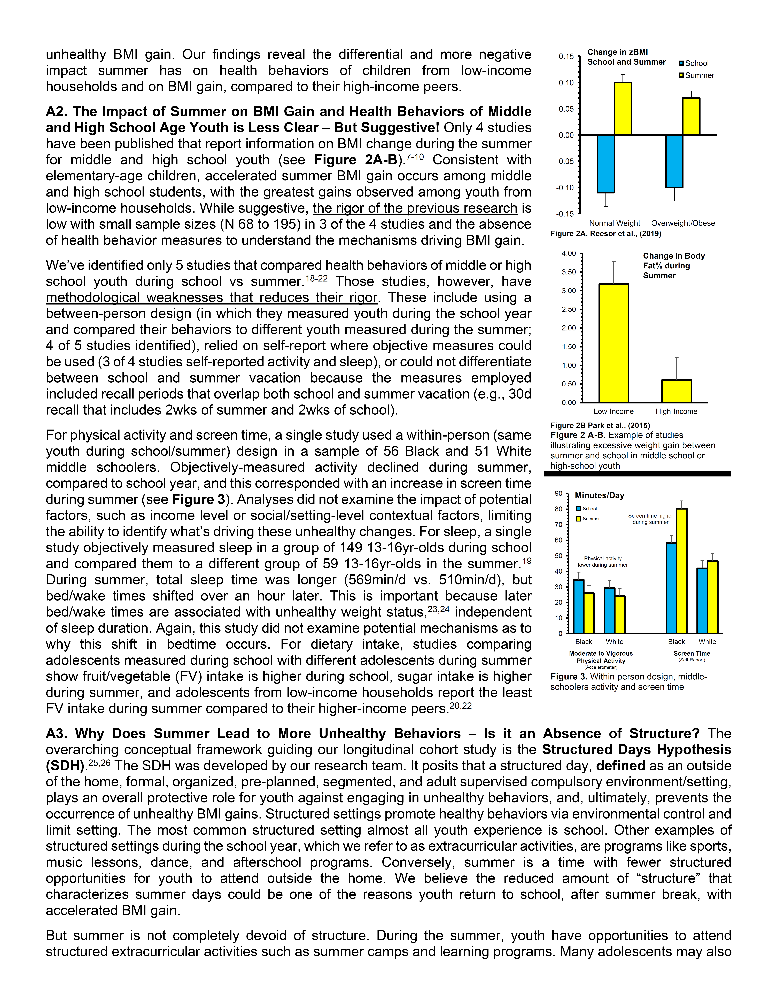 unhealthy BMI gain. Our findings reveal the differential and more negative
impact summer has on health behaviors of children from low-income
households and on BMI gain, compared to their high-income peers.
A2. The Impact of Summer on BMI Gain and Health Behaviors of Middle
and High School Age Youth is Less Clear – But Suggestive! Only 4 studies
have been published that report information on BMI change during the summer
for middle and high school youth (see Figure 2A-B).7-10 Consistent with
elementary-age children, accelerated summer BMI gain occurs among middle
and high school students, with the greatest gains observed among youth from
low-income households. While suggestive, the rigor of the previous research is
low with small sample sizes (N 68 to 195) in 3 of the 4 studies and the absence
of health behavior measures to understand the mechanisms driving BMI gain.
We’ve identified only 5 studies that compared health behaviors of middle or high
school youth during school vs summer.18-22 Those studies, however, have
methodological weaknesses that reduces their rigor. These include using a
between-person design (in which they measured youth during the school year
and compared their behaviors to different youth measured during the summer;
4 of 5 studies identified), relied on self-report where objective measures could
be used (3 of 4 studies self-reported activity and sleep), or could not differentiate
between school and summer vacation because the measures employed
included recall periods that overlap both school and summer vacation (e.g., 30d
recall that includes 2wks of summer and 2wks of school).
For physical activity and screen time, a single study used a within-person (same
youth during school/summer) design in a sample of 56 Black and 51 White
middle schoolers. Objectively-measured activity declined during summer,
compared to school year, and this corresponded with an increase in screen time
during summer (see Figure 3). Analyses did not examine the impact of potential
factors, such as income level or social/setting-level contextual factors, limiting
the ability to identify what’s driving these unhealthy changes. For sleep, a single
study objectively measured sleep in a group of 149 13-16yr-olds during school
and compared them to a different group of 59 13-16yr-olds in the summer.19
During summer, total sleep time was longer (569min/d vs. 510min/d), but
bed/wake times shifted over an hour later. This is important because later
bed/wake times are associated with unhealthy weight status,23,24 independent
of sleep duration. Again, this study did not examine potential mechanisms as to
why this shift in bedtime occurs. For dietary intake, studies comparing
adolescents measured during school with different adolescents during summer
show fruit/vegetable (FV) intake is higher during school, sugar intake is higher
during summer, and adolescents from low-income households report the least
FV intake during summer compared to their higher-income peers.20,22
Change in zBMI
School and Summer
School
Summer
0.15
0.10
0.05
0.00
-0.05
-0.10
-0.15
Normal Weight Overweight/Obese
Figure 2A. Reesor et al., (2019)
Change in Body
Fat% during
Summer
4.00
3.50
3.00
2.50
2.00
1.50
1.00
0.50
0.00
Low-Income High-Income
Figure 2B Park et al., (2015)
Figure 2 A-B. Example of studies
illustrating excessive weight gain between
summer and school in middle school or
high-school youth
Minutes/Day
School
Summer
Screen time higher
during summer
Physical activity
lower during summer
90
80
70
60
50
40
30
20
10
0
Black White Black White
Moderate-to-Vigorous
Physical Activity
(Accelerometer)
Screen Time
(Self-Report)
Figure 3. Within person design, middle-
schoolers activity and screen time
A3. Why Does Summer Lead to More Unhealthy Behaviors – Is it an Absence of Structure? The
overarching conceptual framework guiding our longitudinal cohort study is the Structured Days Hypothesis
(SDH).25,26 The SDH was developed by our research team. It posits that a structured day, defined as an outside
of the home, formal, organized, pre-planned, segmented, and adult supervised compulsory environment/setting,
plays an overall protective role for youth against engaging in unhealthy behaviors, and, ultimately, prevents the
occurrence of unhealthy BMI gains. Structured settings promote healthy behaviors via environmental control and
limit setting. The most common structured setting almost all youth experience is school. Other examples of
structured settings during the school year, which we refer to as extracurricular activities, are programs like sports,
music lessons, dance, and afterschool programs. Conversely, summer is a time with fewer structured
opportunities for youth to attend outside the home. We believe the reduced amount of “structure” that
characterizes summer days could be one of the reasons youth return to school, after summer break, with
accelerated BMI gain.
But summer is not completely devoid of structure. During the summer, youth have opportunities to attend
structured extracurricular activities such as summer camps and learning programs. Many adolescents may also